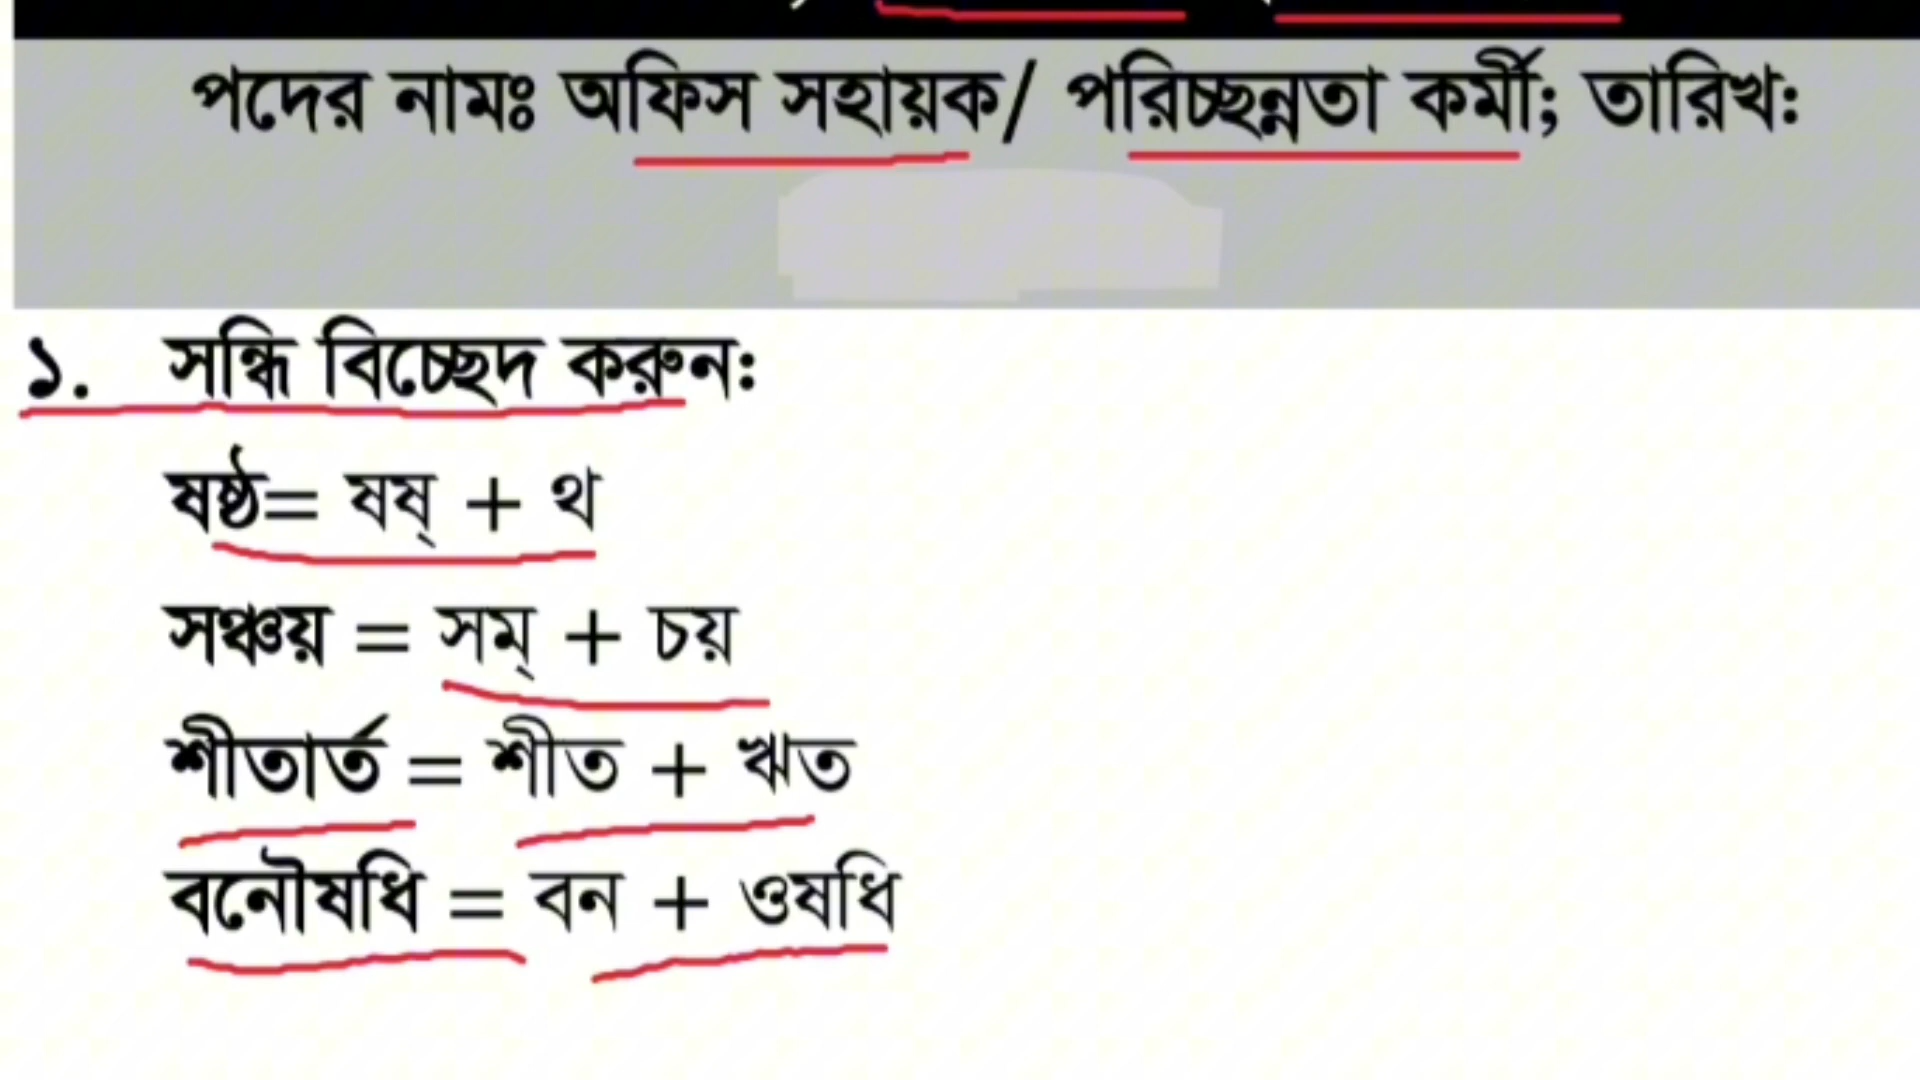 পদের নামঃ অফিস সহায়ক/ পরিচ্ছন্নতা কর্মী; তারিখ:
১. সন্ধি বিচ্ছেদ করুন:
ষষ্ঠ= ষষ্ + থ
সঞ্চয় = সম্ + চয়
শীতার্ত = শীত + ঋত
বনৌষধি = বন + ওষধি